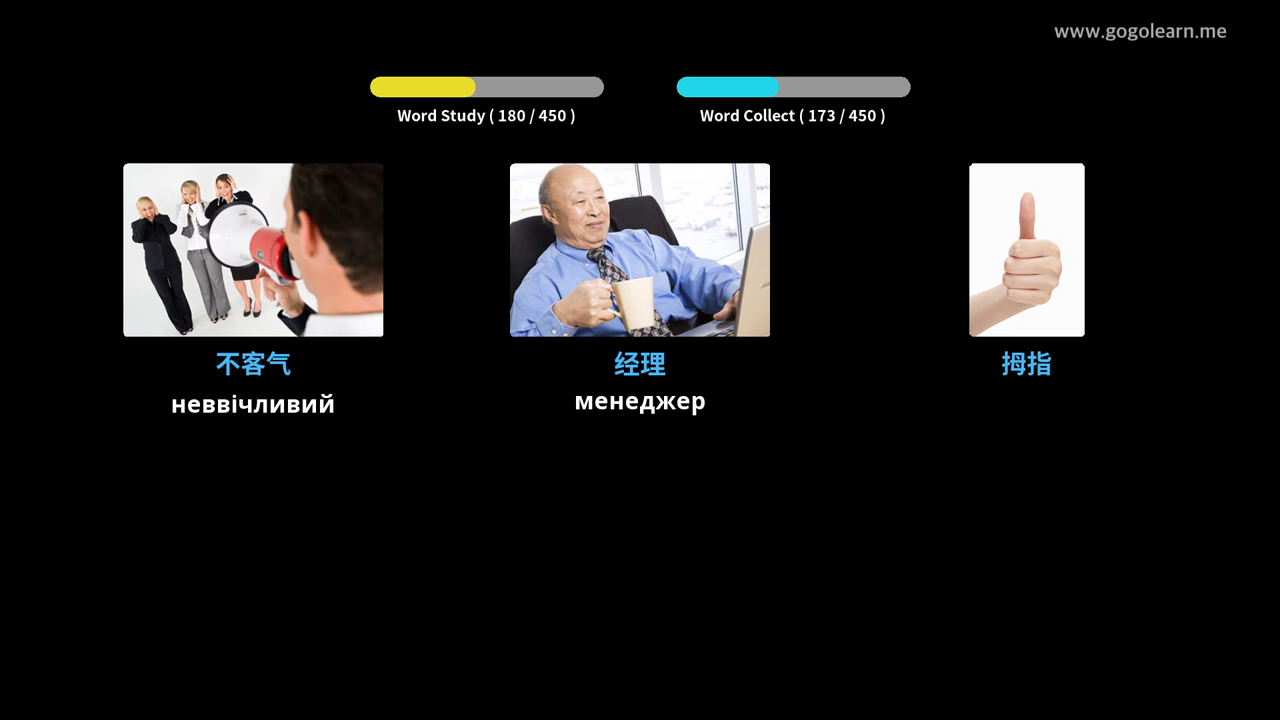 www.gogolearn.me
Word Study ( 180 / 450 )
Word Collect ( 173 / 450 )
不客气
经理
拇指
неввічливий
менеджер